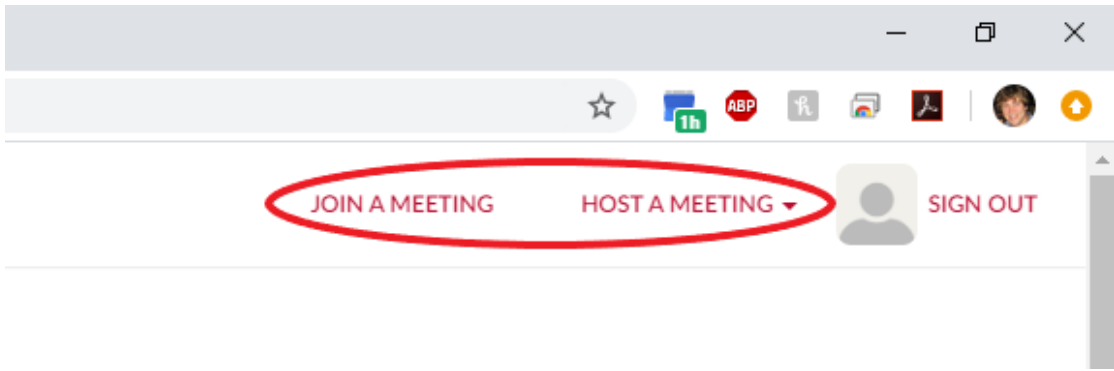 1h
ABP
h
JOIN A MEETING HOST A MEETING SIGN OUT